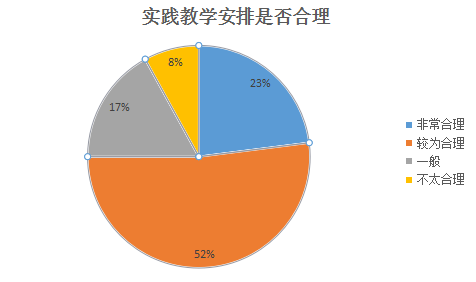 实践教学安排是否合理
8%
23%
17%
52%
非常合理
较为合理
一般
不太合理